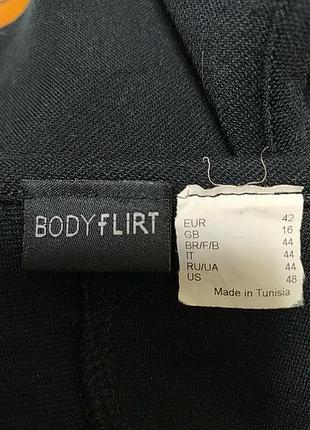 BODYFLIRT
EUR 42
GB 16
BR/F/B 44
IT 44
RU/UA 44
US 48
Made in Tunisia